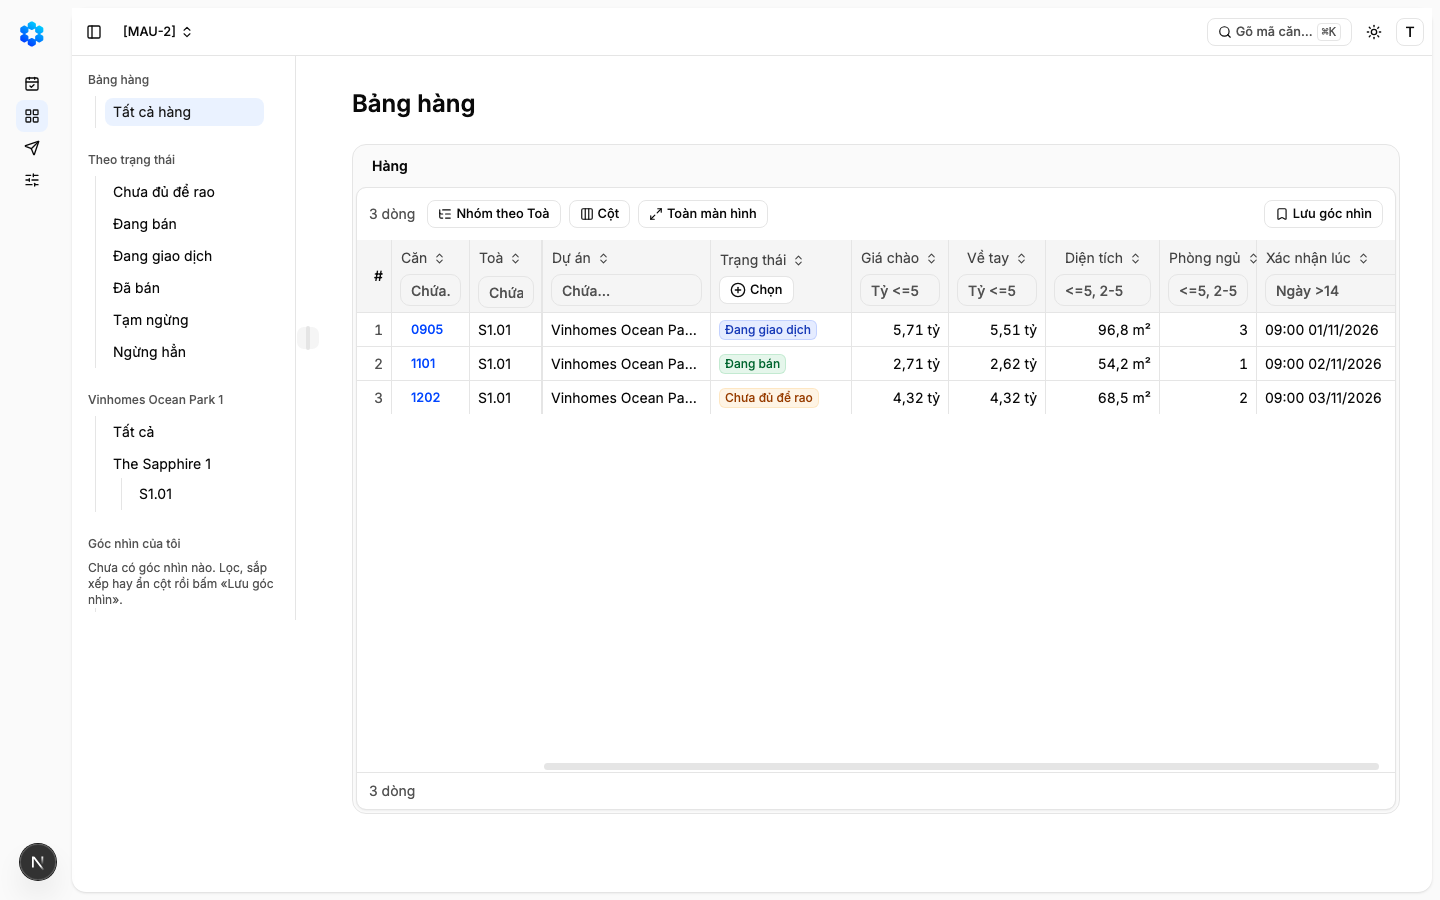 [MAU-2]
Gõ mã căn... ⌘K
T
Bảng hàng
Tất cả hàng
Theo trạng thái
Chưa đủ để rao
Đang bán
Đang giao dịch
Đã bán
Tạm ngừng
Ngừng hẳn
Vinhomes Ocean Park 1
Tất cả
The Sapphire 1
S1.01
Góc nhìn của tôi
Chưa có góc nhìn nào. Lọc, sắp
xếp hay ẩn cột rồi bấm «Lưu góc
nhìn».
Bảng hàng
Hàng
3 dòng Nhóm theo Toà Cột Toàn màn hình Lưu góc nhìn
# Căn Toà Dự án Trạng thái Giá chào Về tay Diện tích Phòng ngủ Xác nhận lúc
Chứa. Chứa Chứa... Chọn Tỷ <=5 Tỷ <=5 <=5, 2-5 <=5, 2-5 Ngày >14
1 0905 S1.01 Vinhomes Ocean Pa... Đang giao dịch 5,71 tỷ 5,51 tỷ 96,8 m² 3 09:00 01/11/2026
2 1101 S1.01 Vinhomes Ocean Pa... Đang bán 2,71 tỷ 2,62 tỷ 54,2 m² 1 09:00 02/11/2026
3 1202 S1.01 Vinhomes Ocean Pa... Chưa đủ để rao 4,32 tỷ 4,32 tỷ 68,5 m² 2 09:00 03/11/2026
3 dòng
N